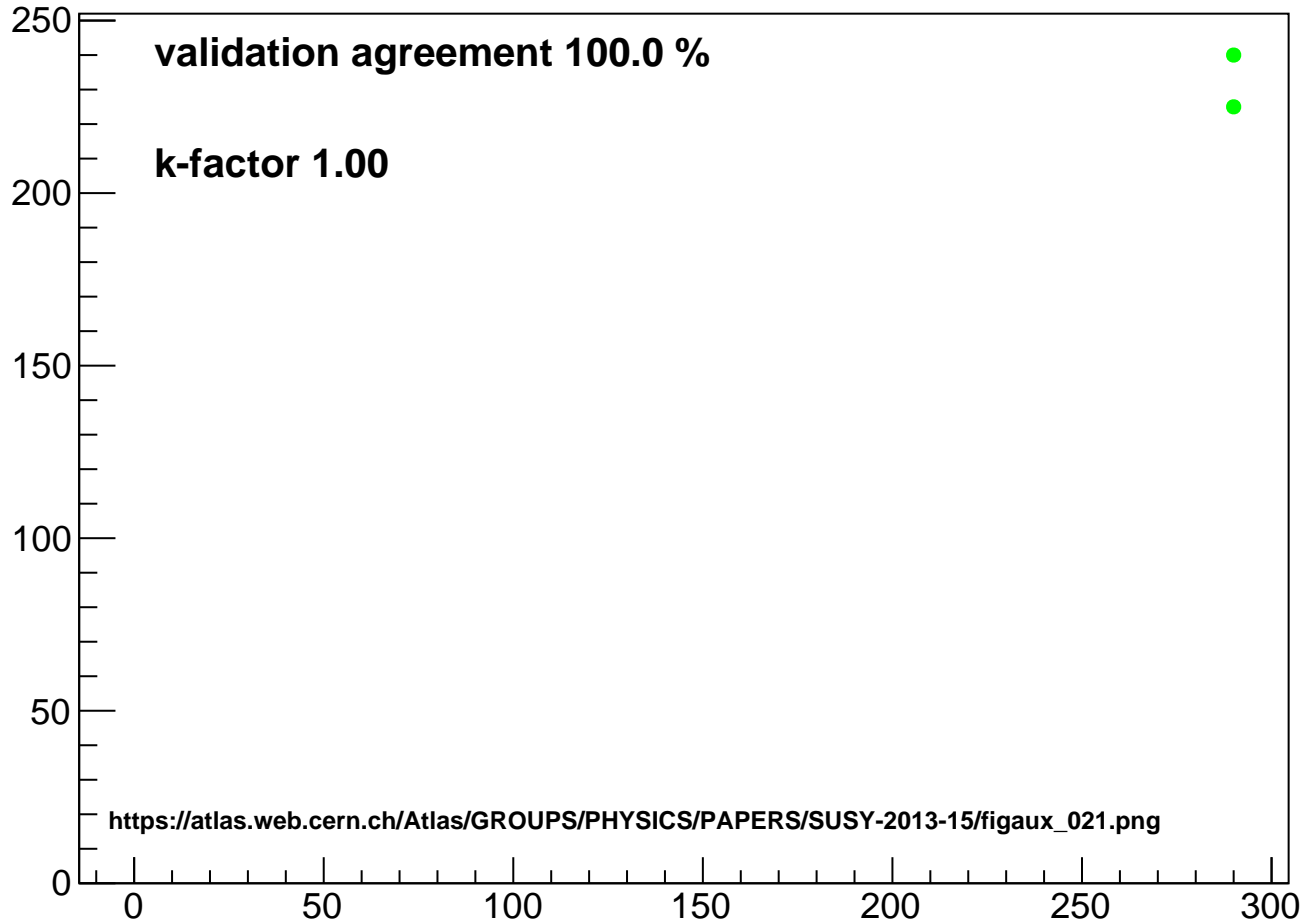 250
validation agreement 100.0 %
k-factor 1.00
200
150
100
50
https://atlas.web.cern.ch/Atlas/GROUPS/PHYSICS/PAPERS/SUSY-2013-15/figaux_021.png
0
0 50 100 150 200 250 300